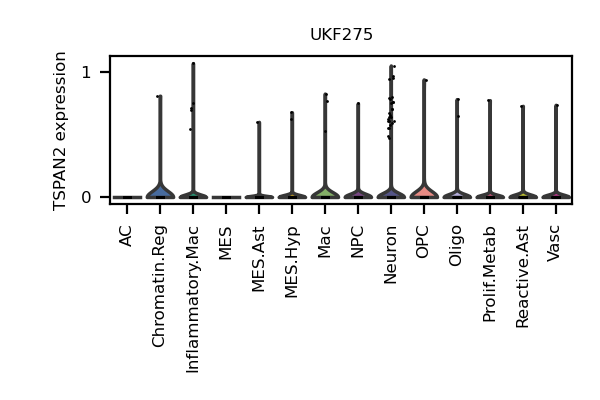 UKF275
TSPAN2 expression
1
0
AC
Chromatin.Reg
Inflammatory.Mac
MES
MES.Ast
MES.Hyp
Mac
NPC
Neuron
OPC
Oligo
Prolif.Metab
Reactive.Ast
Vasc